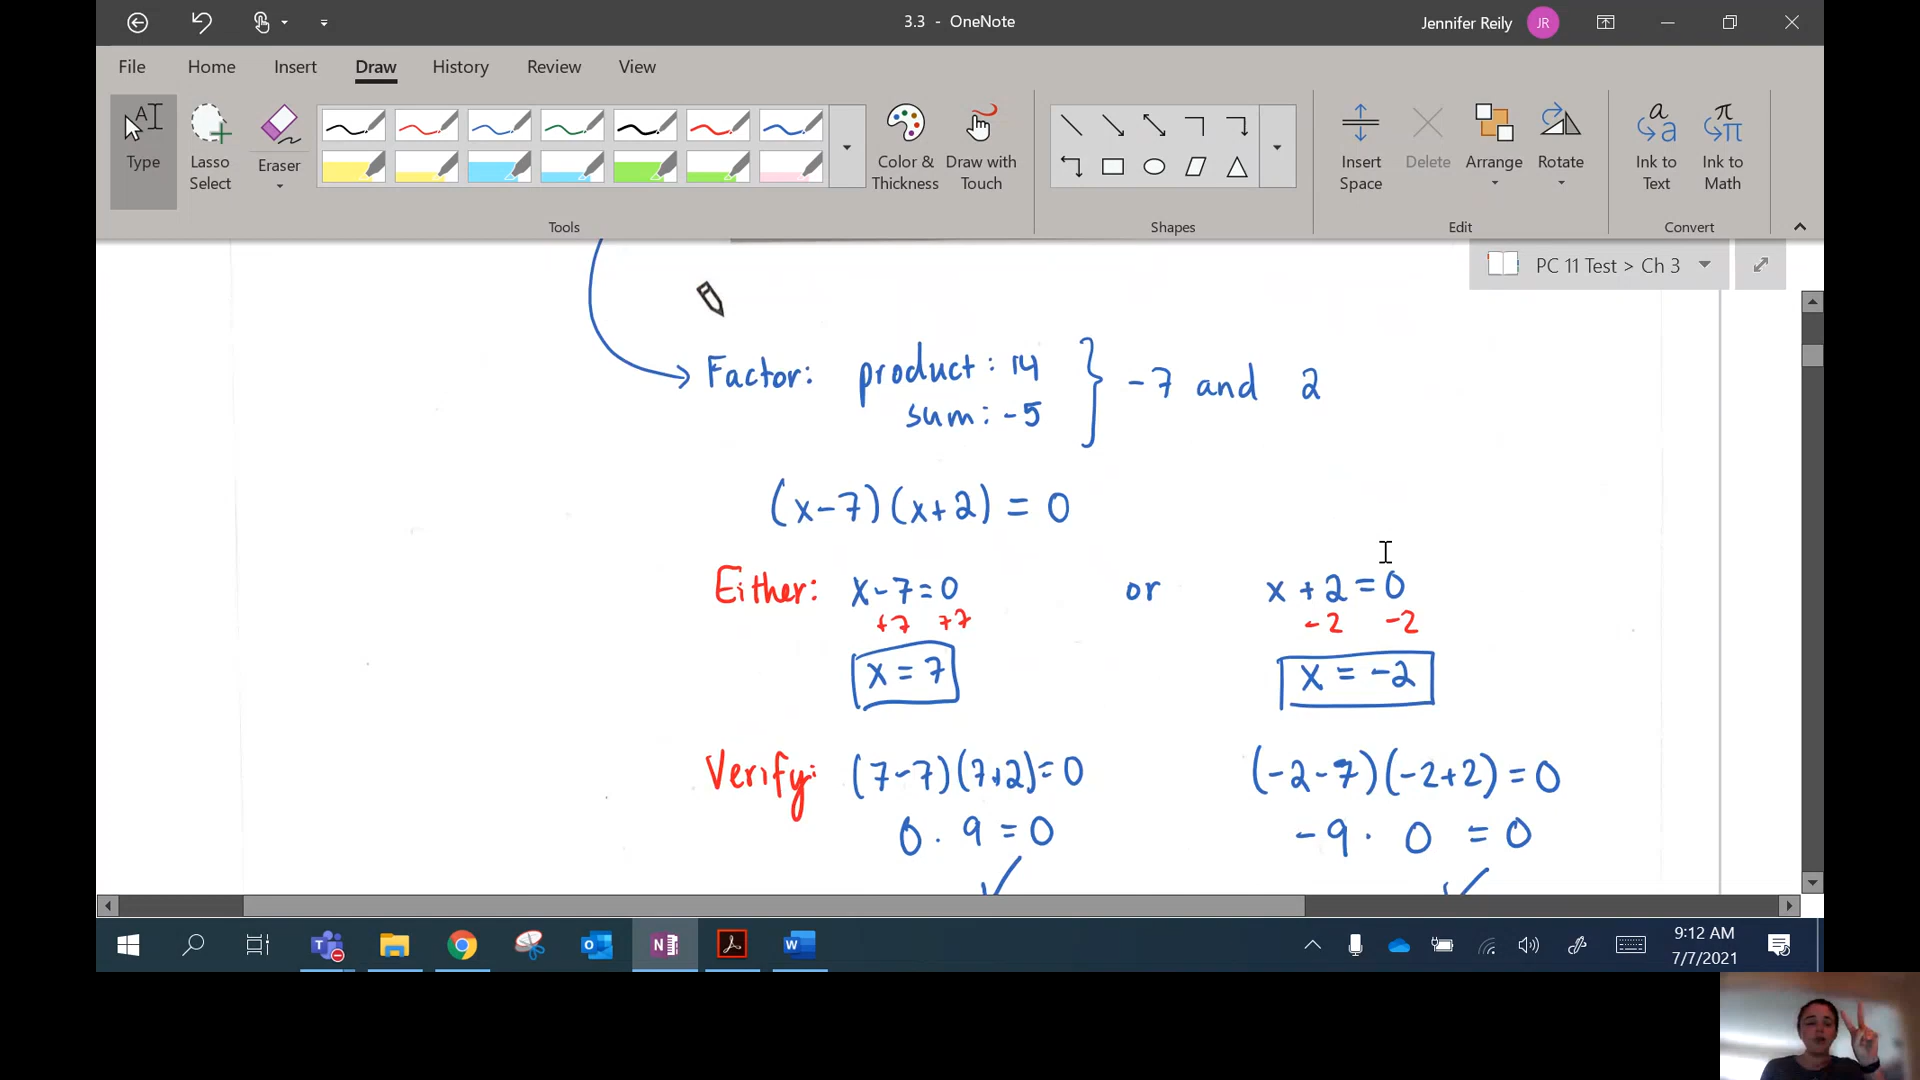 3.3 - OneNote
Jennifer Reily JR
File Home Insert Draw History Review View
Type
Lasso Select
Eraser
Color & Thickness
Draw with Touch
Insert Space
Delete
Arrange
Rotate
Ink to Text
Ink to Math
Tools Shapes Edit Convert
PC 11 Test > Ch 3
Factor: product: 14
sum: -5
} -7 and 2
(x-7)(x+2) = 0
Either: x-7=0 or x+2=0
+7 +7 -2 -2
x = 7 x = -2
Verify: (7-7)(7+2)=0 (-2-7)(-2+2)=0
0 · 9 = 0 -9 · 0 = 0
9:12 AM
7/7/2021